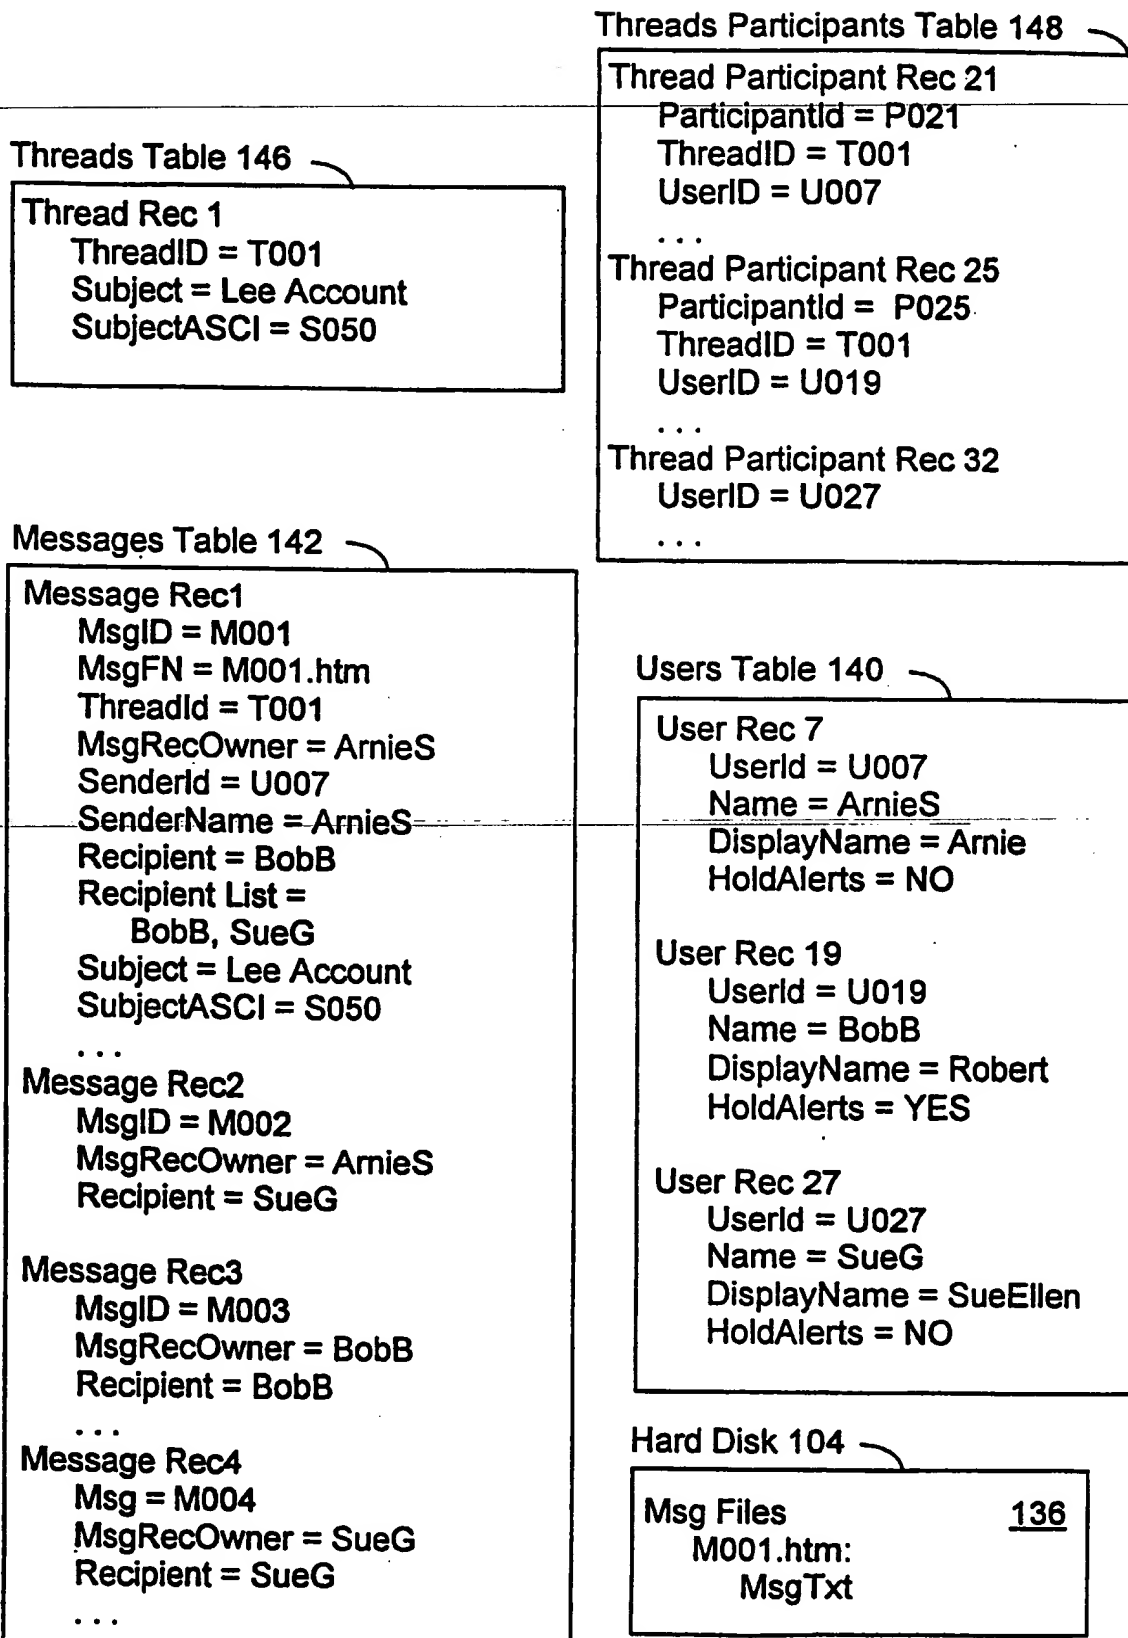 Threads Participants Table 148
Thread Participant Rec 21
ParticipantId = P021
ThreadID = T001
UserID = U007
. . .
Thread Participant Rec 25
ParticipantId = P025
ThreadID = T001
UserID = U019
. . .
Thread Participant Rec 32
UserID = U027
. . .
Threads Table 146
Thread Rec 1
ThreadID = T001
Subject = Lee Account
SubjectASCI = S050
Messages Table 142
Message Rec1
MsgID = M001
MsgFN = M001.htm
ThreadId = T001
MsgRecOwner = ArnieS
SenderId = U007
SenderName = ArnieS
Recipient = BobB
Recipient List =
BobB, SueG
Subject = Lee Account
SubjectASCI = S050
. . .
Message Rec2
MsgID = M002
MsgRecOwner = ArnieS
Recipient = SueG
Message Rec3
MsgID = M003
MsgRecOwner = BobB
Recipient = BobB
. . .
Message Rec4
Msg = M004
MsgRecOwner = SueG
Recipient = SueG
. . .
Users Table 140
User Rec 7
UserId = U007
Name = ArnieS
DisplayName = Arnie
HoldAlerts = NO
User Rec 19
UserId = U019
Name = BobB
DisplayName = Robert
HoldAlerts = YES
User Rec 27
UserId = U027
Name = SueG
DisplayName = SueEllen
HoldAlerts = NO
Hard Disk 104
Msg Files 136
M001.htm:
MsgTxt